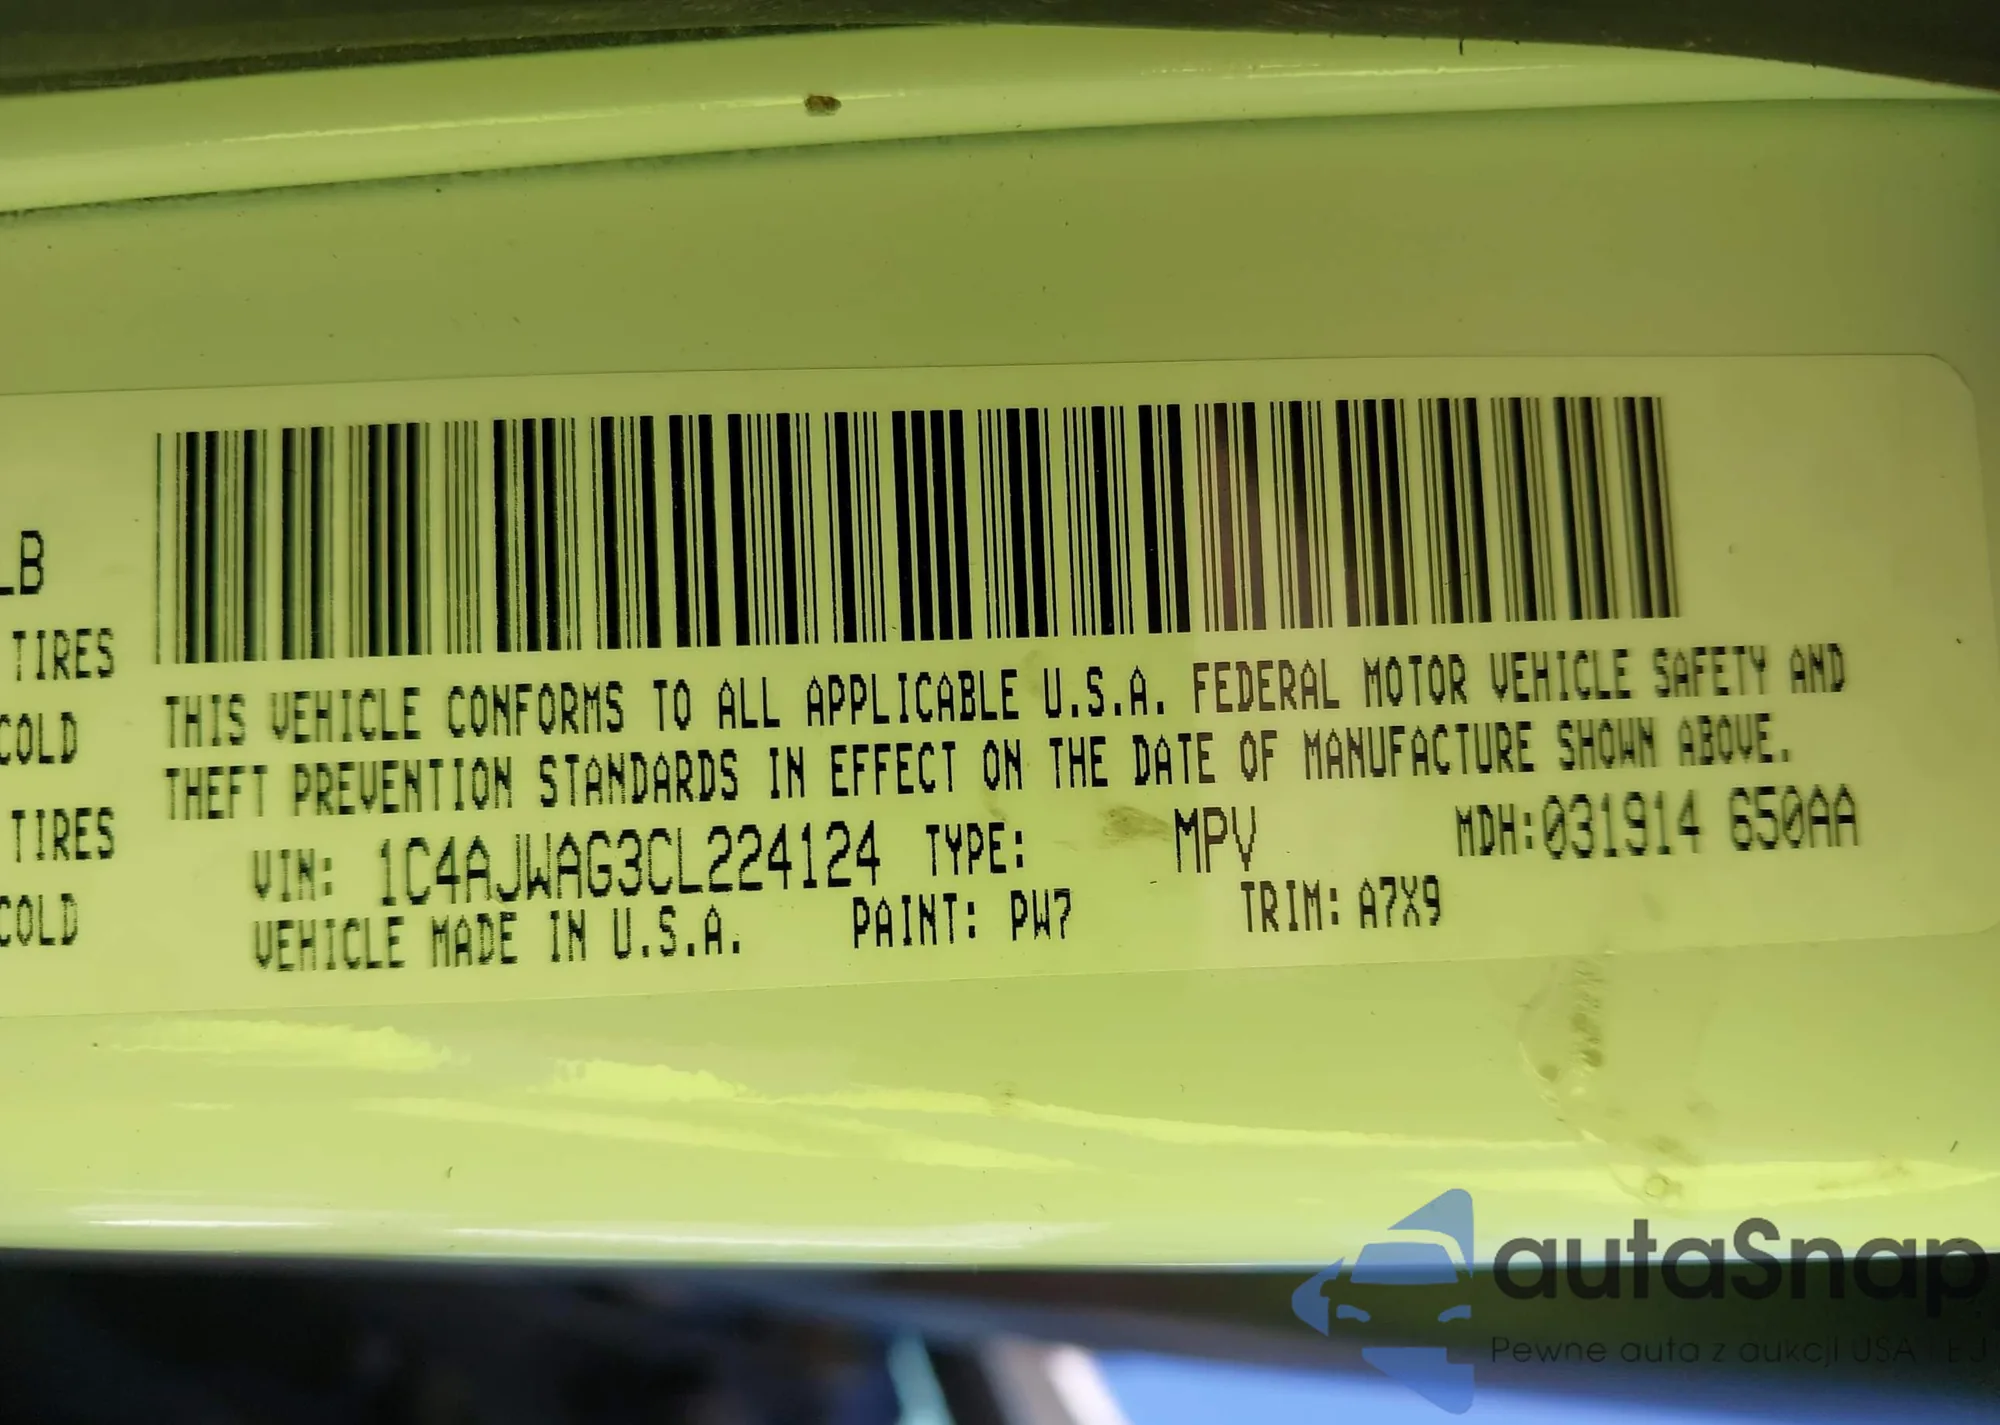 LB
TIRES
COLD
TIRES
COLD
THIS VEHICLE CONFORMS TO ALL APPLICABLE U.S.A. FEDERAL MOTOR VEHICLE SAFETY AND
THEFT PREVENTION STANDARDS IN EFFECT ON THE DATE OF MANUFACTURE SHOWN ABOVE.
VIN: 1C4AJWAG3CL224124 TYPE: MPV MDH:031914 650AA
VEHICLE MADE IN U.S.A. PAINT: PW7 TRIM: A7X9
autaSnap
Pewne auta z aukcji USA i EU